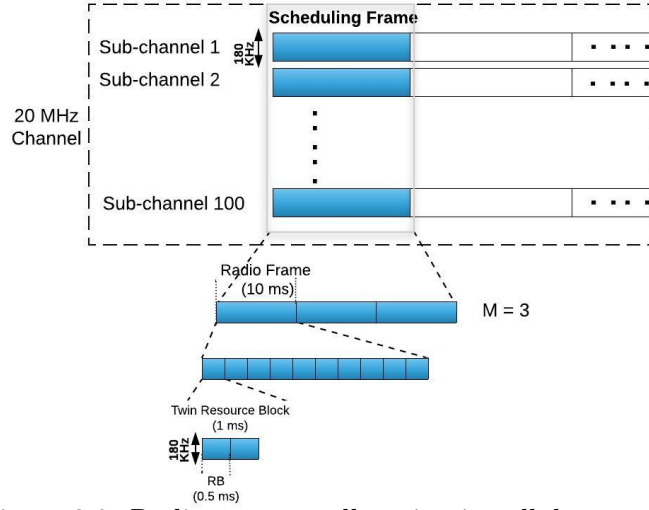 Scheduling Frame
Sub-channel 1
180
KHz
Sub-channel 2
20 MHz
Channel
Sub-channel 100
Radio Frame
(10 ms)
M = 3
Twin Resource Block
(1 ms)
180
KHz
RB
(0.5 ms)